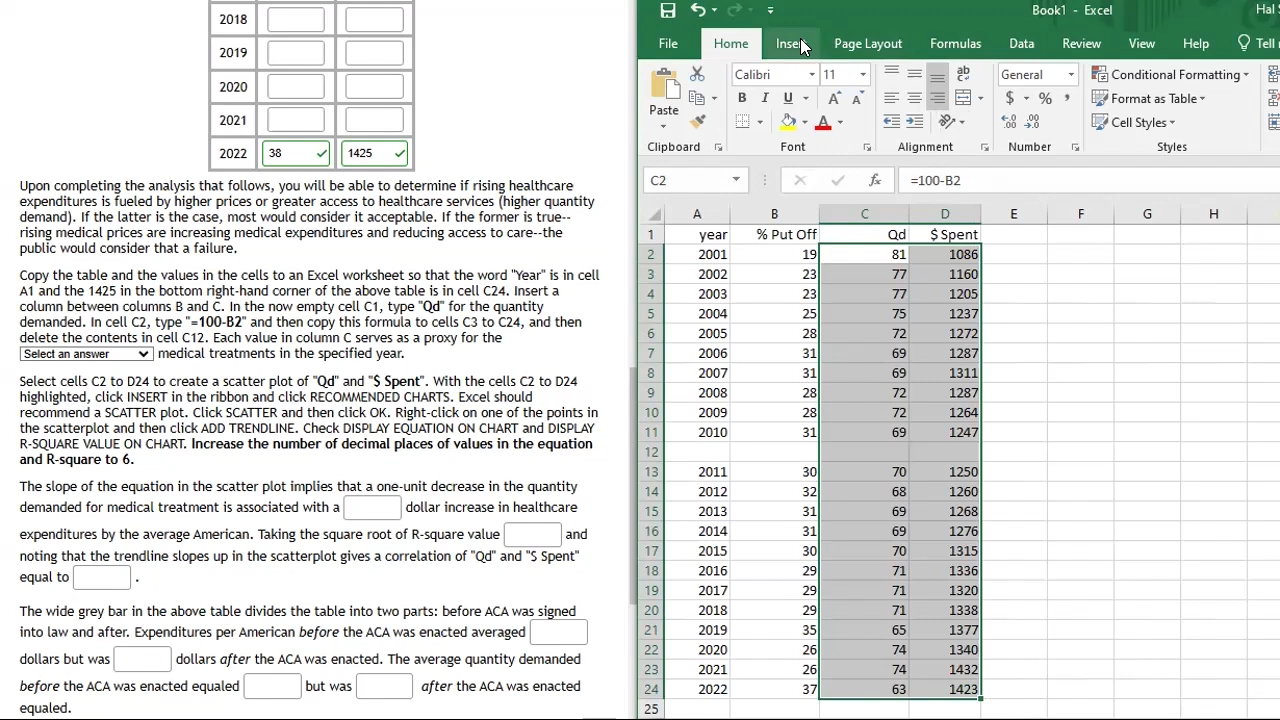 2018
2019
2020
2021
2022 38 1425
Upon completing the analysis that follows, you will be able to determine if rising healthcare
expenditures is fueled by higher prices or greater access to healthcare services (higher quantity
demand). If the latter is the case, most would consider it acceptable. If the former is true--
rising medical prices are increasing medical expenditures and reducing access to care--the
public would consider that a failure.
Copy the table and the values in the cells to an Excel worksheet so that the word "Year" is in cell
A1 and the 1425 in the bottom right-hand corner of the above table is in cell C24. Insert a
column between columns B and C. In the now empty cell C1, type "Qd" for the quantity
demanded. In cell C2, type "=100-B2" and then copy this formula to cells C3 to C24, and then
delete the contents in cell C12. Each value in column C serves as a proxy for the
Select an answer medical treatments in the specified year.
Select cells C2 to D24 to create a scatter plot of "Qd" and "$ Spent". With the cells C2 to D24
highlighted, click INSERT in the ribbon and click RECOMMENDED CHARTS. Excel should
recommend a SCATTER plot. Click SCATTER and then click OK. Right-click on one of the points in
the scatterplot and then click ADD TRENDLINE. Check DISPLAY EQUATION ON CHART and DISPLAY
R-SQUARE VALUE ON CHART. Increase the number of decimal places of values in the equation
and R-square to 6.
The slope of the equation in the scatter plot implies that a one-unit decrease in the quantity
demanded for medical treatment is associated with a dollar increase in healthcare
expenditures by the average American. Taking the square root of R-square value and
noting that the trendline slopes up in the scatterplot gives a correlation of "Qd" and "$ Spent"
equal to .
The wide grey bar in the above table divides the table into two parts: before ACA was signed
into law and after. Expenditures per American before the ACA was enacted averaged
dollars but was dollars after the ACA was enacted. The average quantity demanded
before the ACA was enacted equaled but was after the ACA was enacted
equaled.
Book1 - Excel Hal S
File Home Insert Page Layout Formulas Data Review View Help Tell
Paste Calibri 11 ab General Conditional Formatting
B I U A A $ % , Format as Table
A Cell Styles
Clipboard Font Alignment Number Styles
C2 fx =100-B2
A B C D E F G H
1 year % Put Off Qd $ Spent
2 2001 19 81 1086
3 2002 23 77 1160
4 2003 23 77 1205
5 2004 25 75 1237
6 2005 28 72 1272
7 2006 31 69 1287
8 2007 31 69 1311
9 2008 28 72 1287
10 2009 28 72 1264
11 2010 31 69 1247
12
13 2011 30 70 1250
14 2012 32 68 1260
15 2013 31 69 1268
16 2014 31 69 1276
17 2015 30 70 1315
18 2016 29 71 1336
19 2017 29 71 1320
20 2018 29 71 1338
21 2019 35 65 1377
22 2020 26 74 1340
23 2021 26 74 1432
24 2022 37 63 1423
25